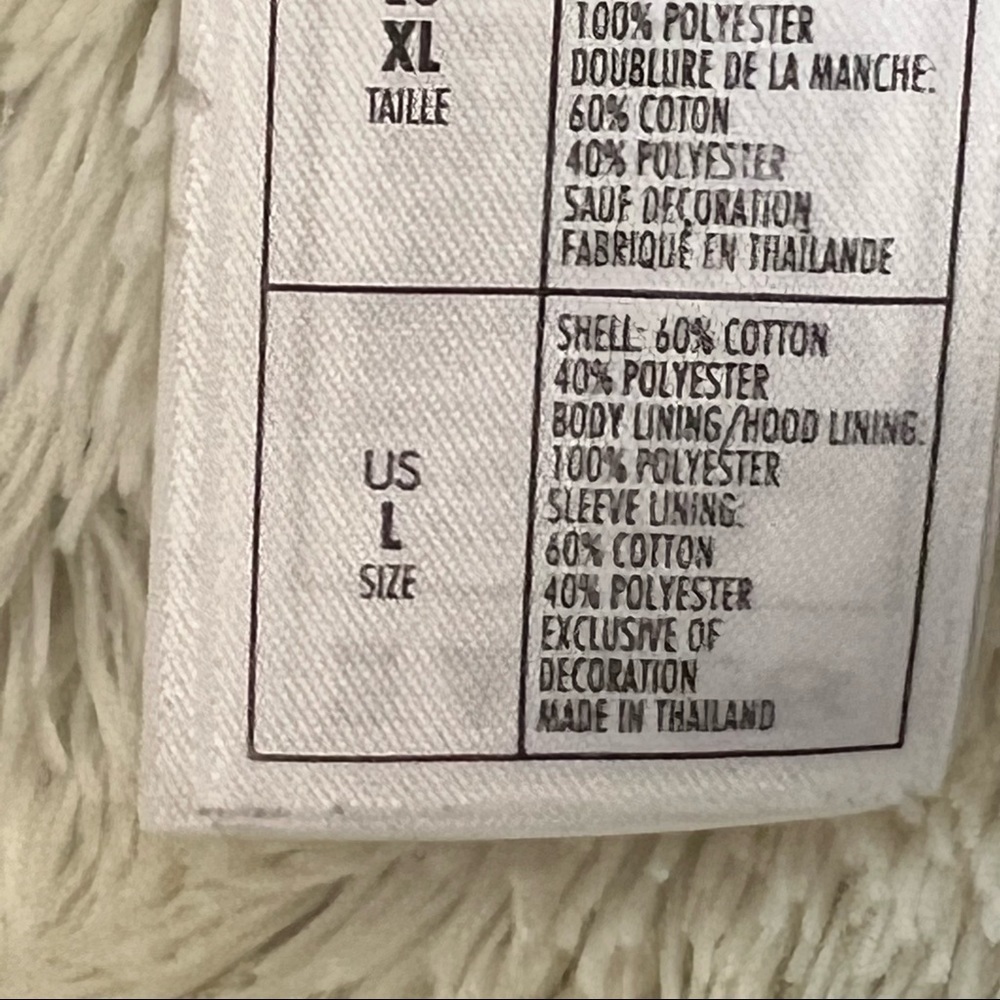 XL
TAILLE
100% POLYESTER
DOUBLURE DE LA MANCHE:
60% COTON
40% POLYESTER
SAUF DECORATION
FABRIQUÉ EN THAÏLANDE
US
L
SIZE
SHELL: 60% COTTON
40% POLYESTER
BODY LINING/HOOD LINING:
100% POLYESTER
SLEEVE LINING:
60% COTTON
40% POLYESTER
EXCLUSIVE OF
DECORATION
MADE IN THAILAND